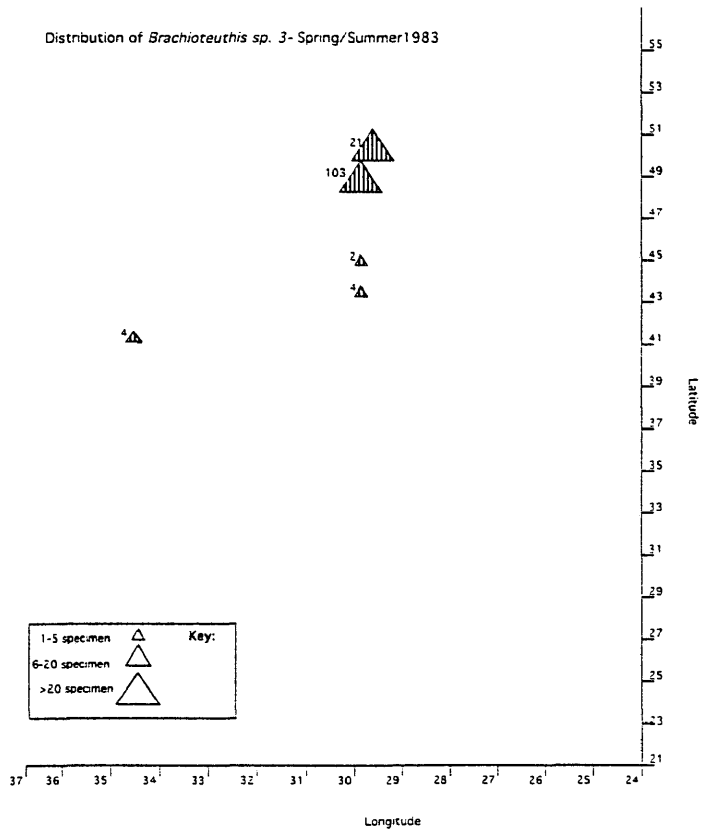 Distribution of Brachioteuthis sp. 3- Spring/Summer1983
55
53
51
21
49
103
47
2
45
4
43
4
41
39
37
Latitude
35
33
31
29
Key:
1-5 specimen
27
6-20 specimen
25
>20 specimen
23
21
37 36 35 34 33 32 31 30 29 28 27 26 25 24
Longitude